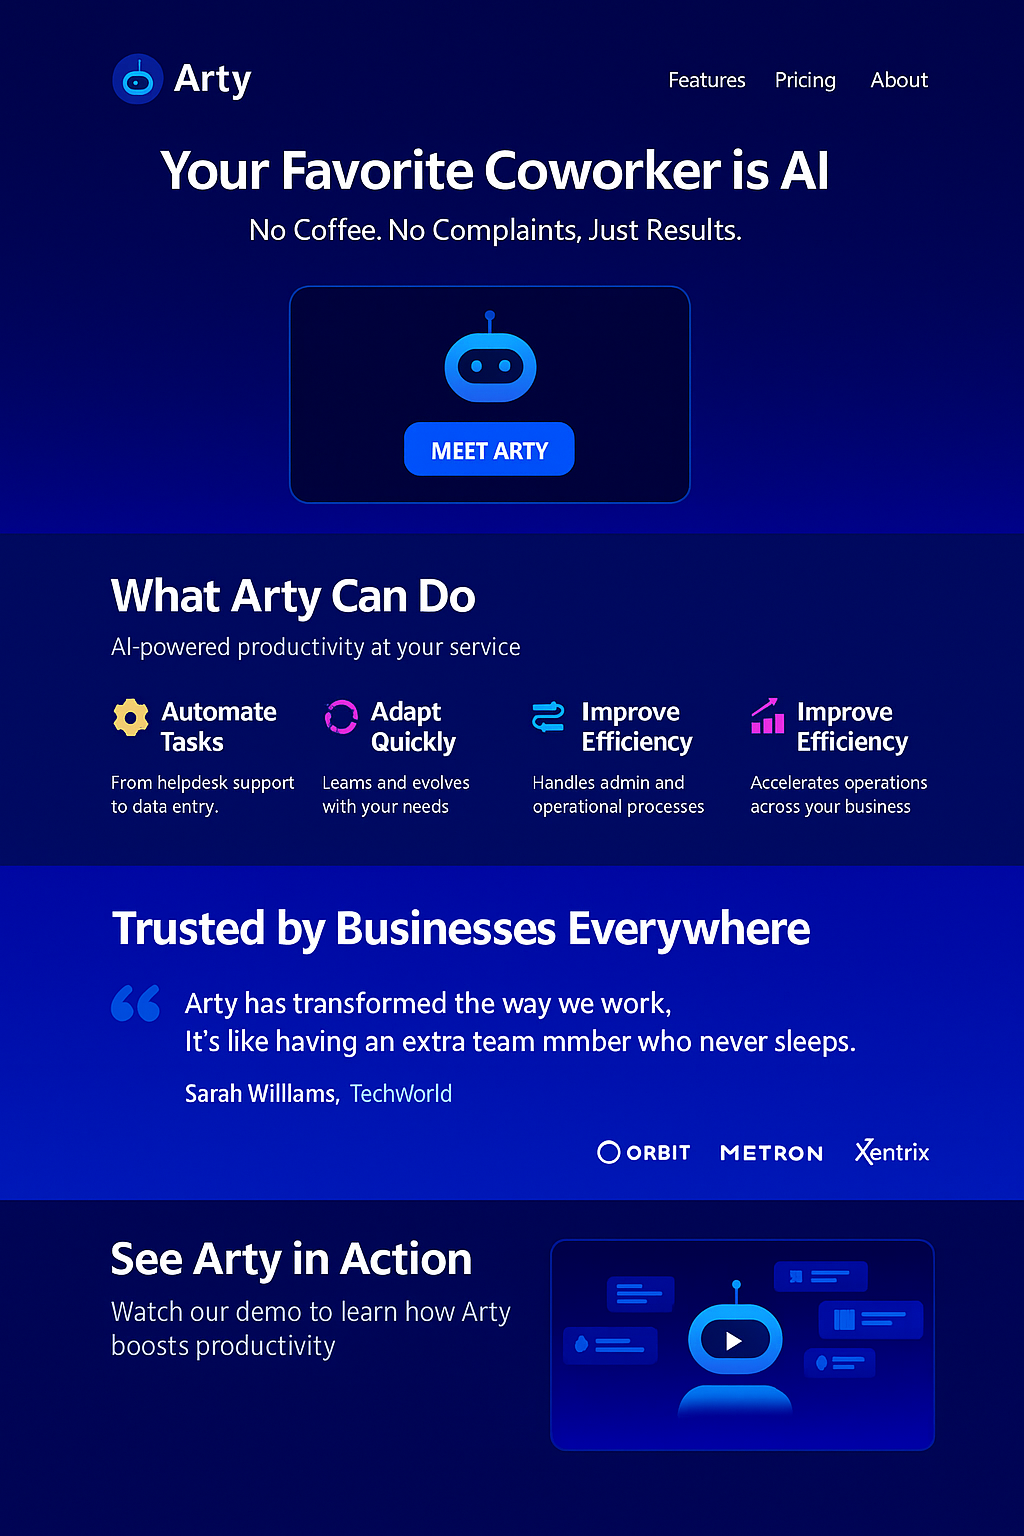 Arty
Features Pricing About
Your Favorite Coworker is AI
No Coffee. No Complaints, Just Results.
MEET ARTY
What Arty Can Do
AI-powered productivity at your service
Automate
Tasks
From helpdesk support
to data entry.
Adapt
Quickly
Leams and evolves
with your needs
Improve
Efficiency
Handles admin and
operational processes
Improve
Efficiency
Accelerates operations
across your business
Trusted by Businesses Everywhere
“
Arty has transformed the way we work,
It’s like having an extra team mmber who never sleeps.
Sarah Willlams, TechWorld
ORBIT METRON Xentrix
See Arty in Action
Watch our demo to learn how Arty
boosts productivity